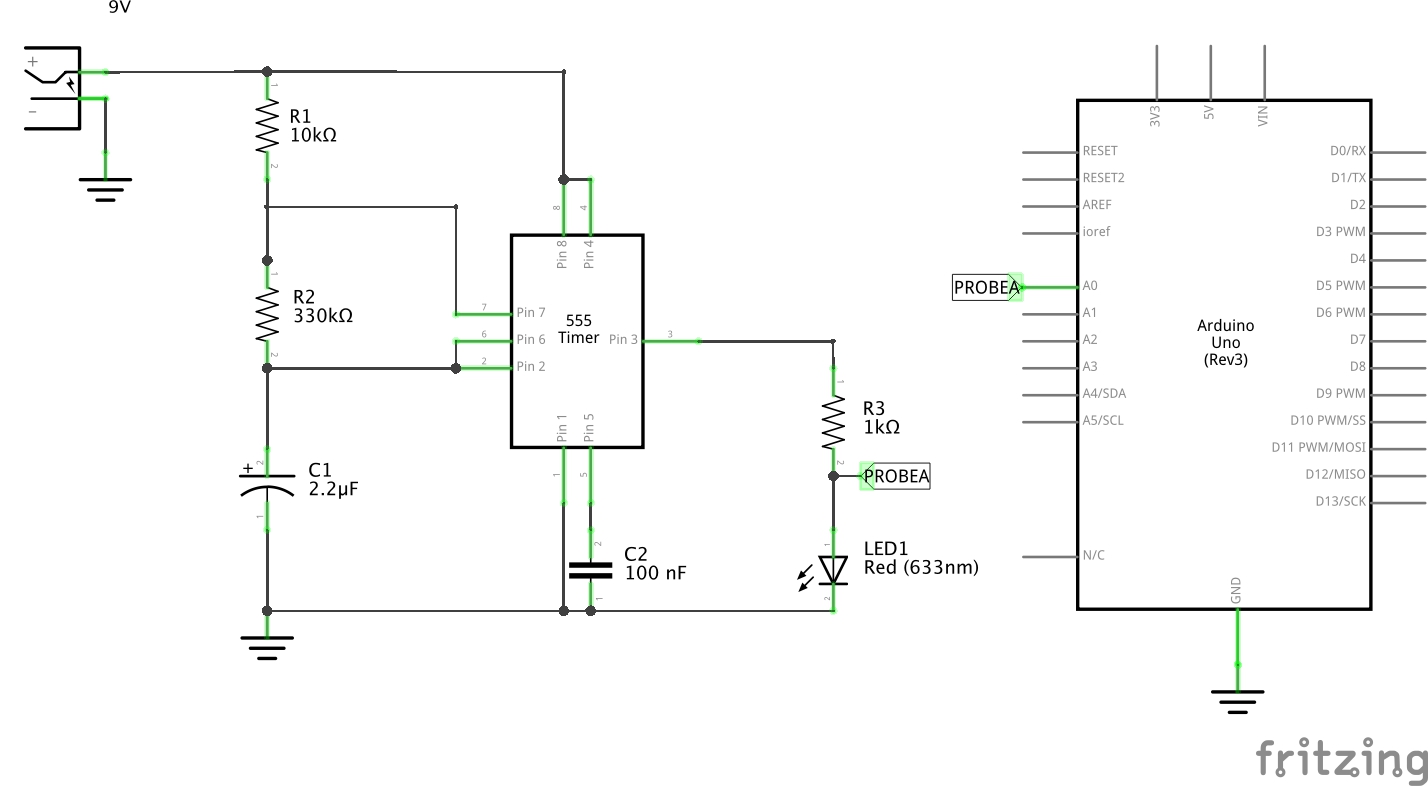 9V
+
-
1
R1
10kΩ
2
1
R2
330kΩ
2
+
2
C1
2.2µF
1
8
4
Pin 8
Pin 4
7
Pin 7
6
Pin 6
2
Pin 2
555
Timer
Pin 3
3
Pin 1
Pin 5
1
5
2
C2
100 nF
1
1
R3
1kΩ
2
PROBEA
1
LED1
Red (633nm)
2
3V3
5V
VIN
RESET
RESET2
AREF
ioref
PROBEA
A0
A1
A2
A3
A4/SDA
A5/SCL
N/C
Arduino
Uno
(Rev3)
D0/RX
D1/TX
D2
D3 PWM
D4
D5 PWM
D6 PWM
D7
D8
D9 PWM
D10 PWM/SS
D11 PWM/MOSI
D12/MISO
D13/SCK
GND
fritzing